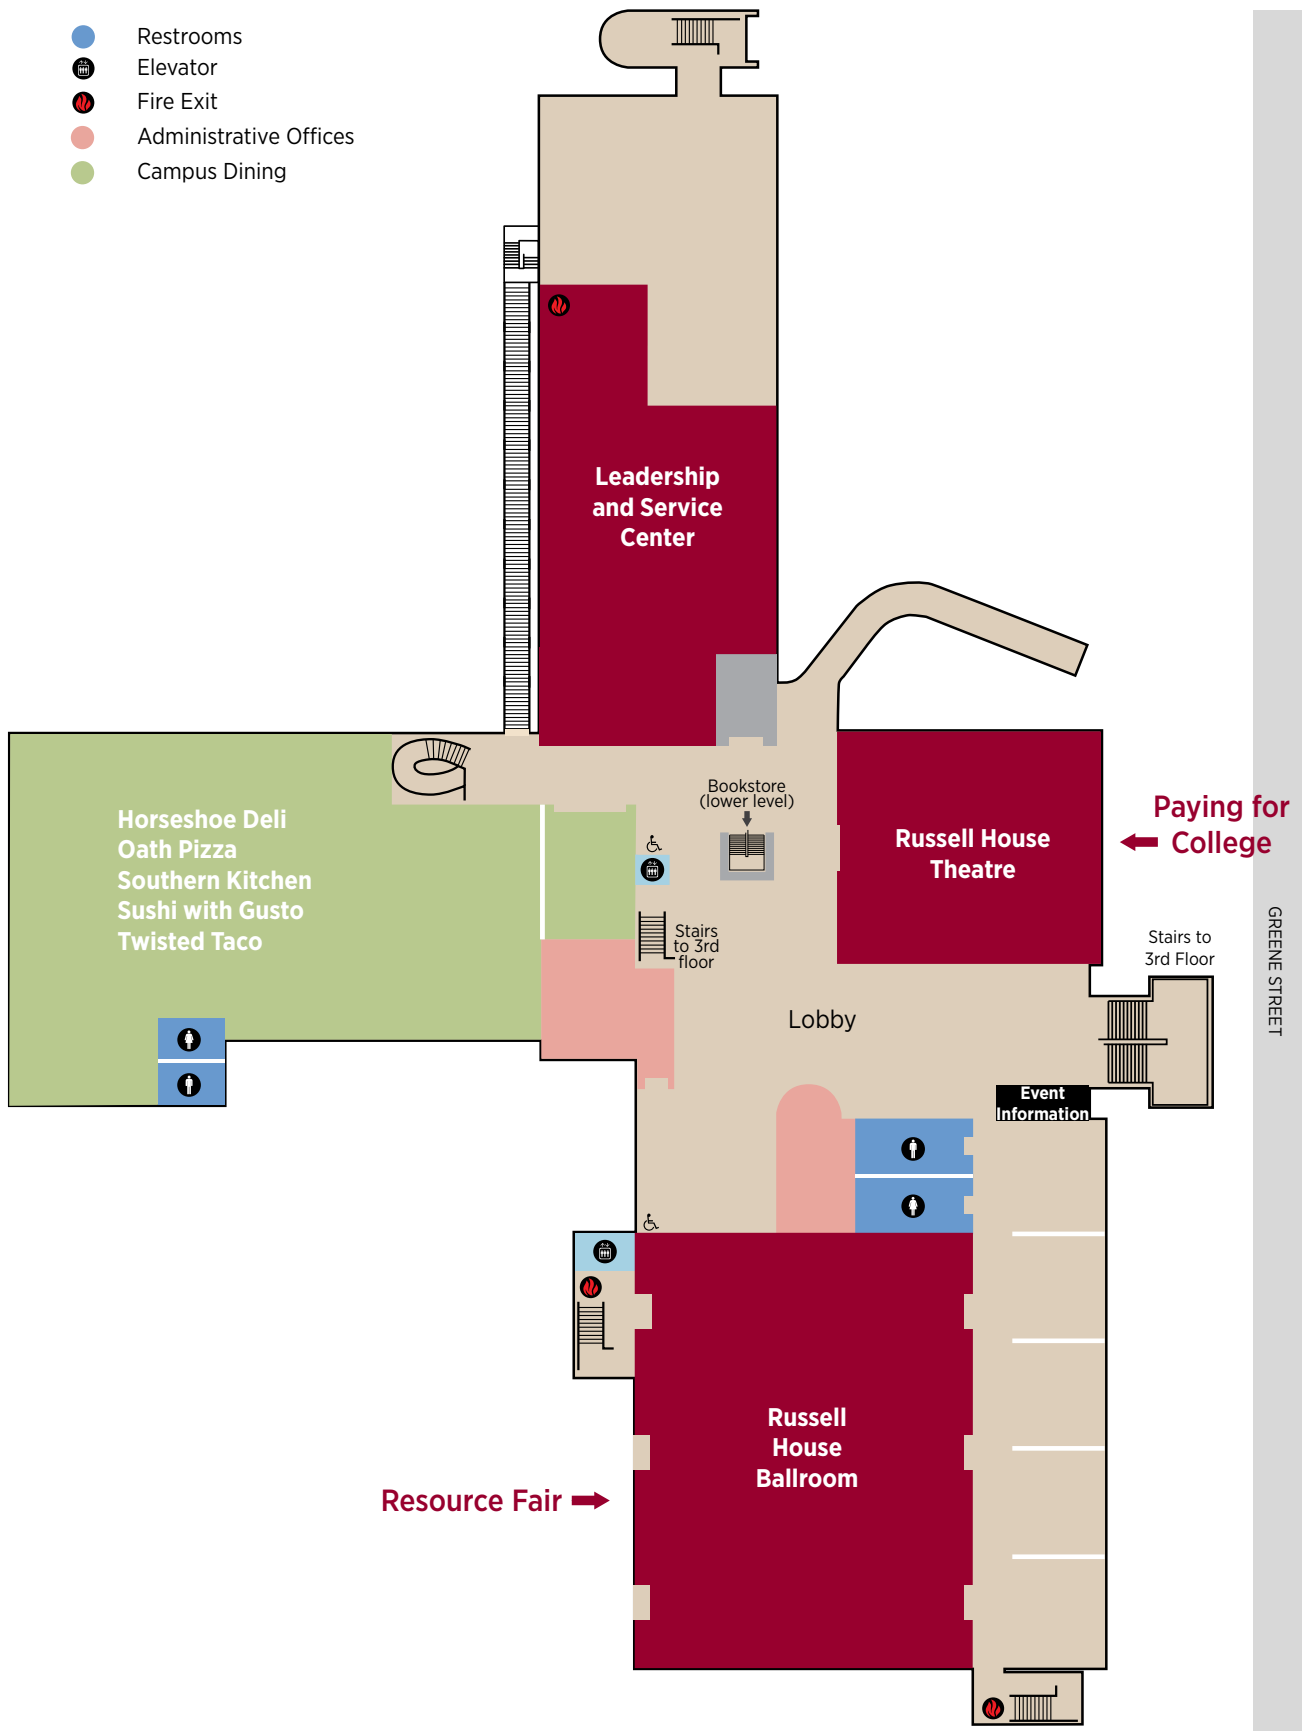 Restrooms
Elevator
Fire Exit
Administrative Offices
Campus Dining
Leadership
and Service
Center
Bookstore
(lower level)
Horseshoe Deli
Oath Pizza
Southern Kitchen
Sushi with Gusto
Twisted Taco
Russell House
Theatre
Paying for
College
Stairs
to 3rd
floor
Stairs to
3rd Floor
GREENE STREET
Lobby
Event
Information
Russell
House
Ballroom
Resource Fair